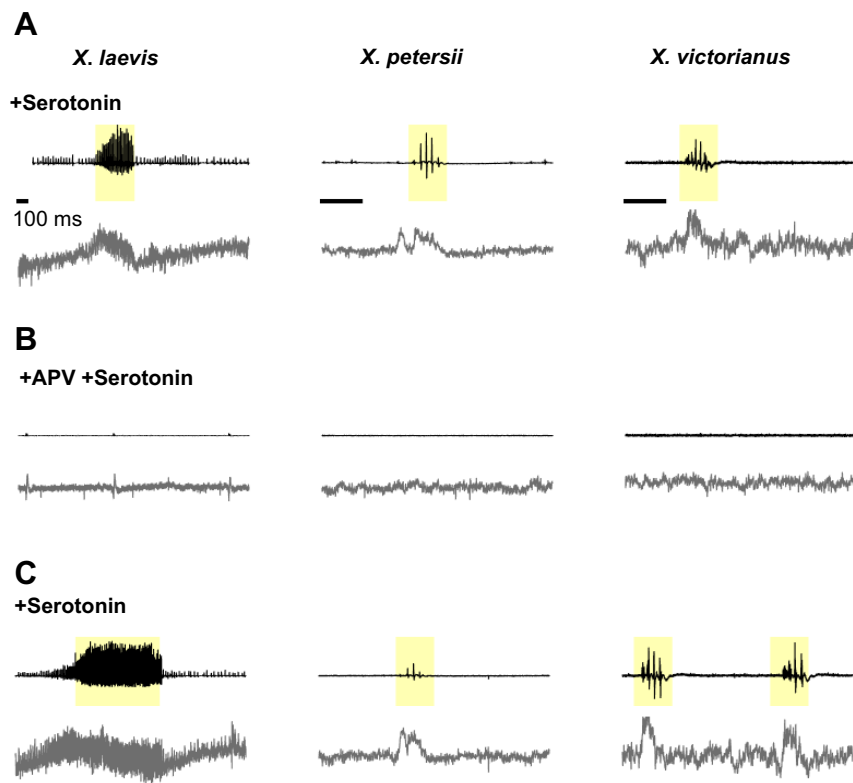 A
X. laevis X. petersii X. victorianus
+Serotonin
100 ms
B
+APV +Serotonin
C
+Serotonin